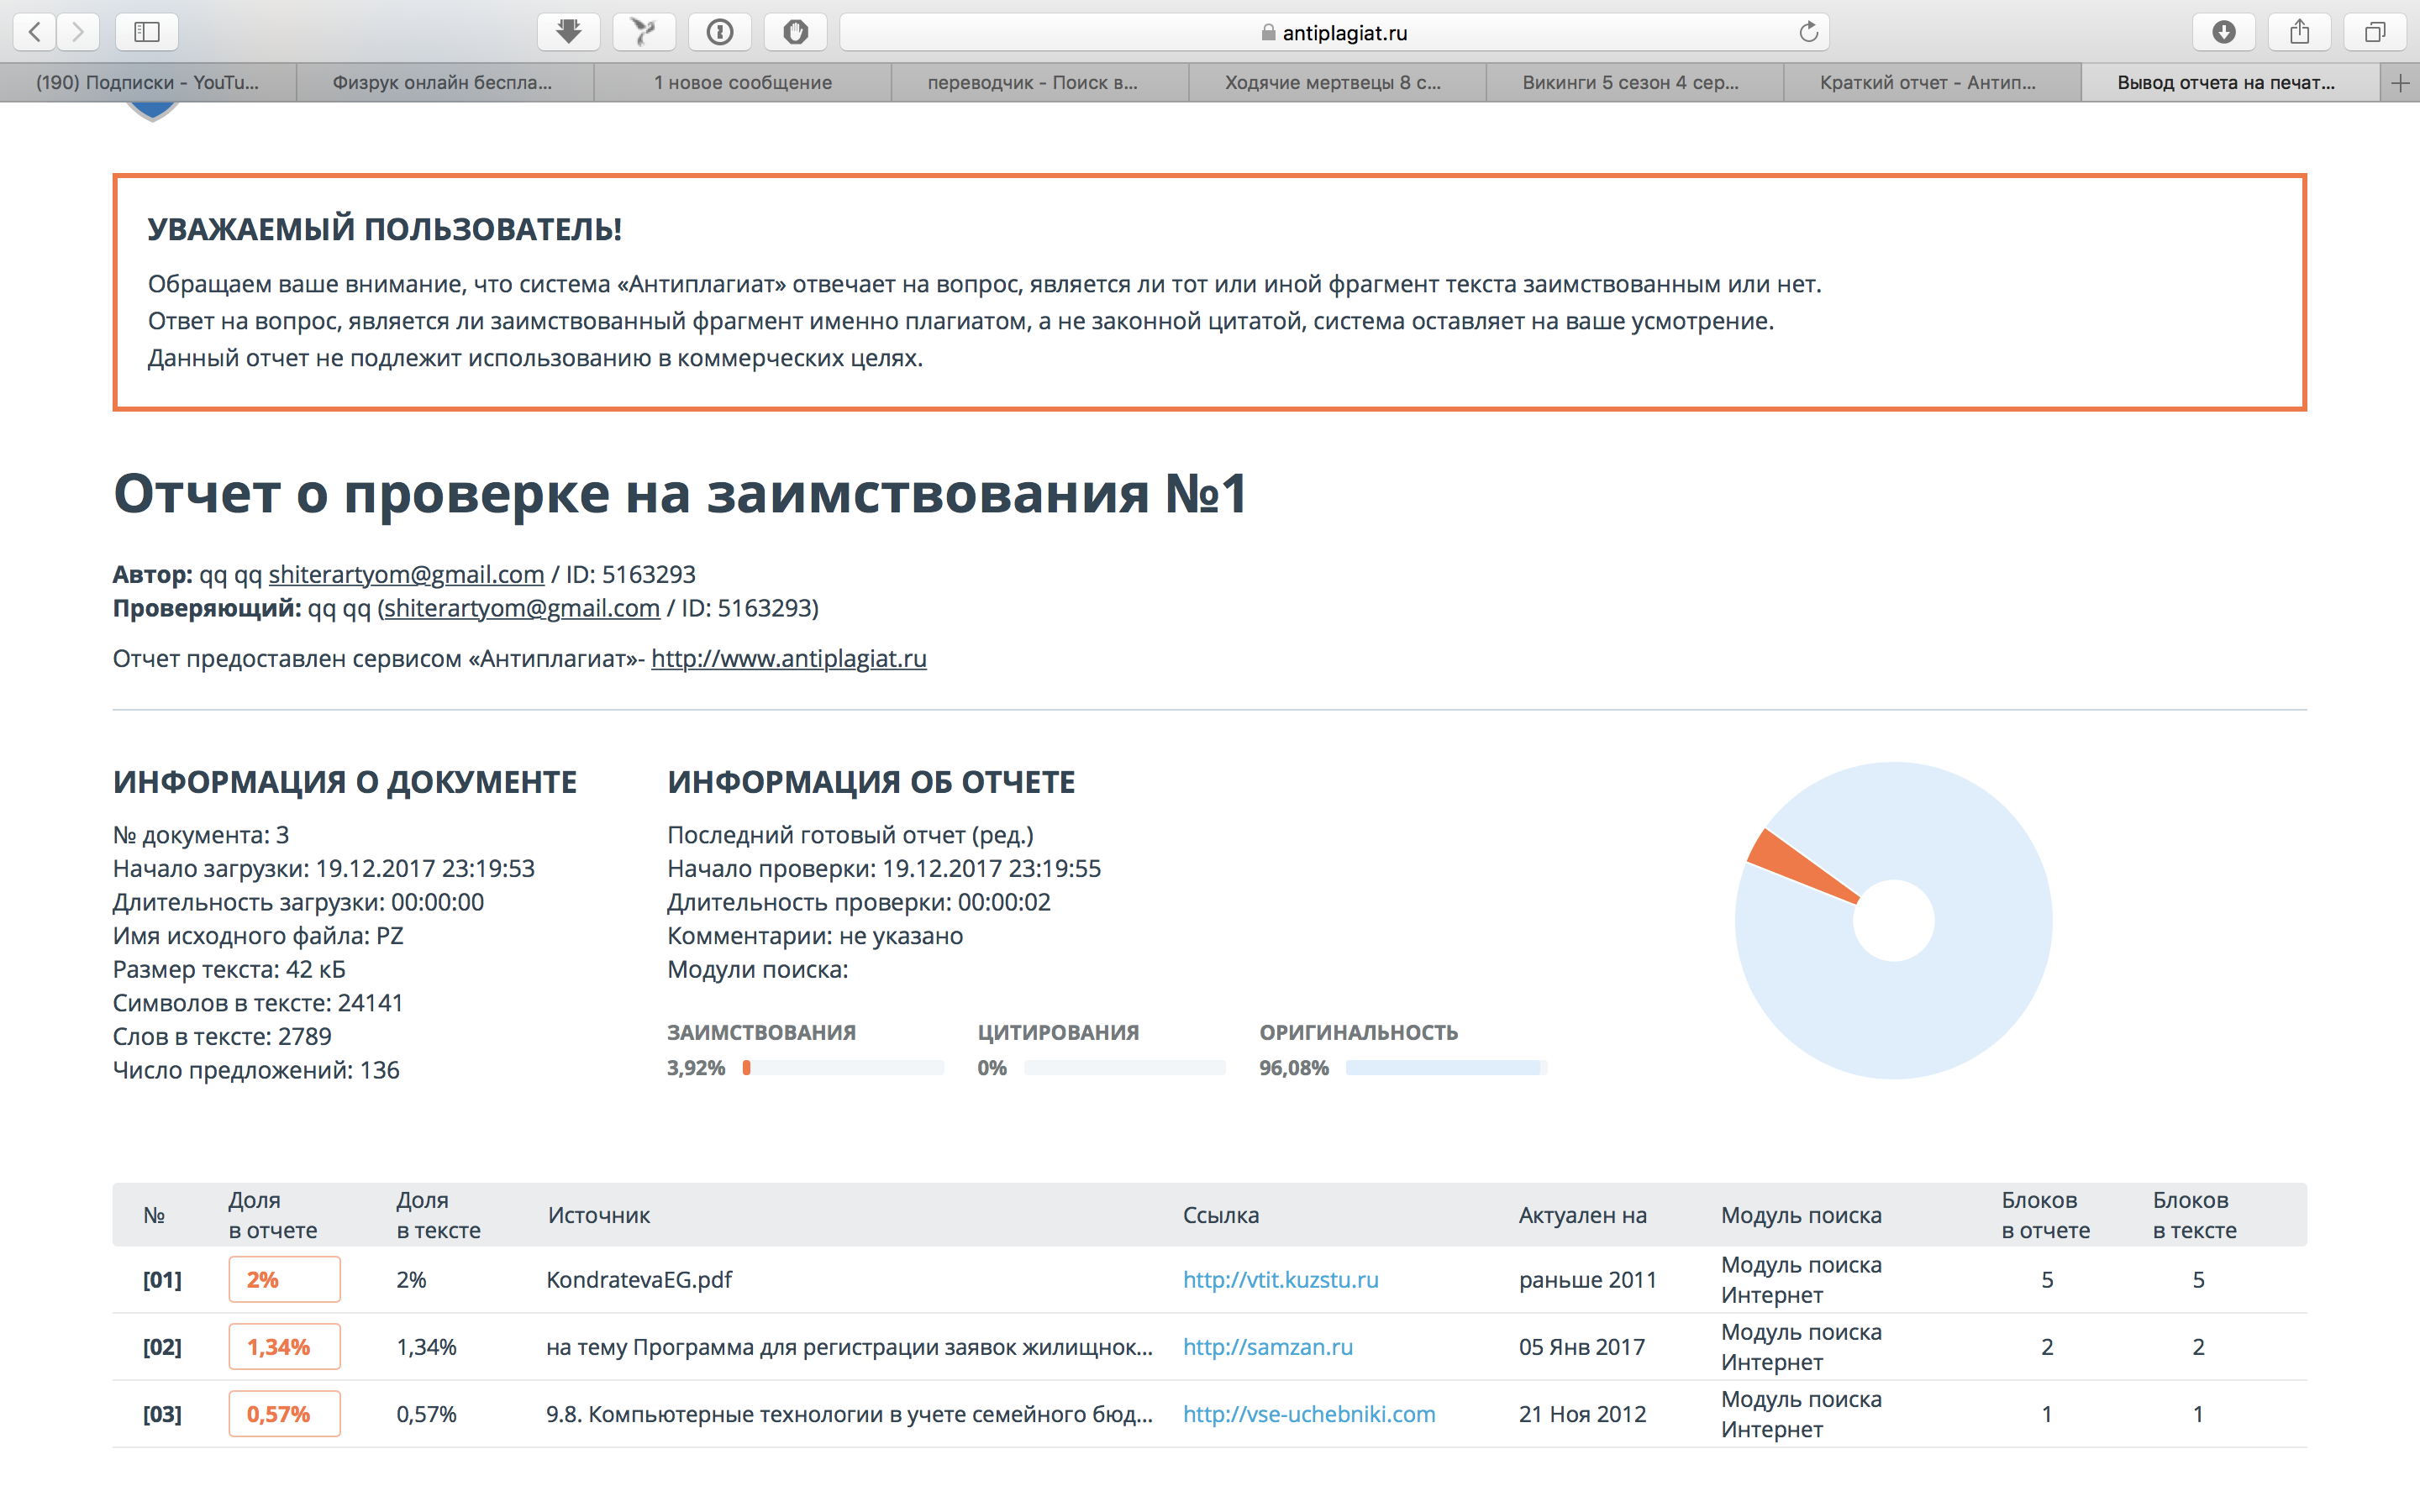 antiplagiat.ru
(190) Подписки - YouTu...
Физрук онлайн беспла...
1 новое сообщение
переводчик - Поиск в...
Ходячие мертвецы 8 с...
Викинги 5 сезон 4 сер...
Краткий отчет - Антип...
Вывод отчета на печат...
УВАЖАЕМЫЙ ПОЛЬЗОВАТЕЛЬ!
Обращаем ваше внимание, что система «Антиплагиат» отвечает на вопрос, является ли тот или иной фрагмент текста заимствованным или нет.
Ответ на вопрос, является ли заимствованный фрагмент именно плагиатом, а не законной цитатой, система оставляет на ваше усмотрение.
Данный отчет не подлежит использованию в коммерческих целях.
Отчет о проверке на заимствования №1
Автор: qq qq shiterartyom@gmail.com / ID: 5163293
Проверяющий: qq qq (shiterartyom@gmail.com / ID: 5163293)
Отчет предоставлен сервисом «Антиплагиат»- http://www.antiplagiat.ru
ИНФОРМАЦИЯ О ДОКУМЕНТЕ
№ документа: 3
Начало загрузки: 19.12.2017 23:19:53
Длительность загрузки: 00:00:00
Имя исходного файла: PZ
Размер текста: 42 кБ
Символов в тексте: 24141
Слов в тексте: 2789
Число предложений: 136
ИНФОРМАЦИЯ ОБ ОТЧЕТЕ
Последний готовый отчет (ред.)
Начало проверки: 19.12.2017 23:19:55
Длительность проверки: 00:00:02
Комментарии: не указано
Модули поиска:
ЗАИМСТВОВАНИЯ
3,92%
ЦИТИРОВАНИЯ
0%
ОРИГИНАЛЬНОСТЬ
96,08%
№
Доля
в отчете
Доля
в тексте
Источник
Ссылка
Актуален на
Модуль поиска
Блоков
в отчете
Блоков
в тексте
[01]
2%
2%
KondratevaEG.pdf
http://vtit.kuzstu.ru
раньше 2011
Модуль поиска
Интернет
5
5
[02]
1,34%
1,34%
на тему Программа для регистрации заявок жилищнок...
http://samzan.ru
05 Янв 2017
Модуль поиска
Интернет
2
2
[03]
0,57%
0,57%
9.8. Компьютерные технологии в учете семейного бюд...
http://vse-uchebniki.com
21 Ноя 2012
Модуль поиска
Интернет
1
1